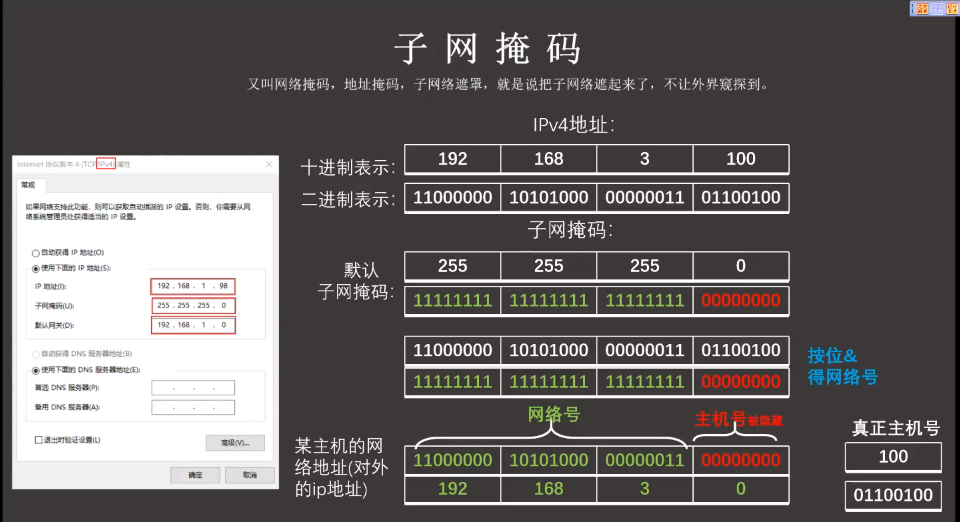 子网掩码
又叫网络掩码，地址掩码，子网络遮罩，就是说把子网络遮起来了，不让外界窥探到。
IPv4地址：
十进制表示： 192 168 3 100
二进制表示： 11000000 10101000 00000011 01100100
子网掩码：
默认
子网掩码：
255 255 255 0
11111111 11111111 11111111 00000000
11000000 10101000 00000011 01100100
11111111 11111111 11111111 00000000
按位&
得网络号
网络号 主机号被隐藏
某主机的网
络地址(对外
的ip地址)
11000000 10101000 00000011 00000000
192 168 3 0
真正主机号
100
01100100
Internet 协议版本 4 (TCP/IPv4) 属性
常规
如果网络支持此功能，则可以获取自动指派的 IP 设置。否则，你需要从网
络系统管理员处获得适当的 IP 设置。
自动获得 IP 地址(O)
使用下面的 IP 地址(S):
IP 地址(I): 192 . 168 . 1 . 98
子网掩码(U): 255 . 255 . 255 . 0
默认网关(D): 192 . 168 . 1 . 0
自动获得 DNS 服务器地址(B)
使用下面的 DNS 服务器地址(E):
首选 DNS 服务器(P):
备用 DNS 服务器(A):
退出时验证设置(L)
高级(V)...
确定 取消